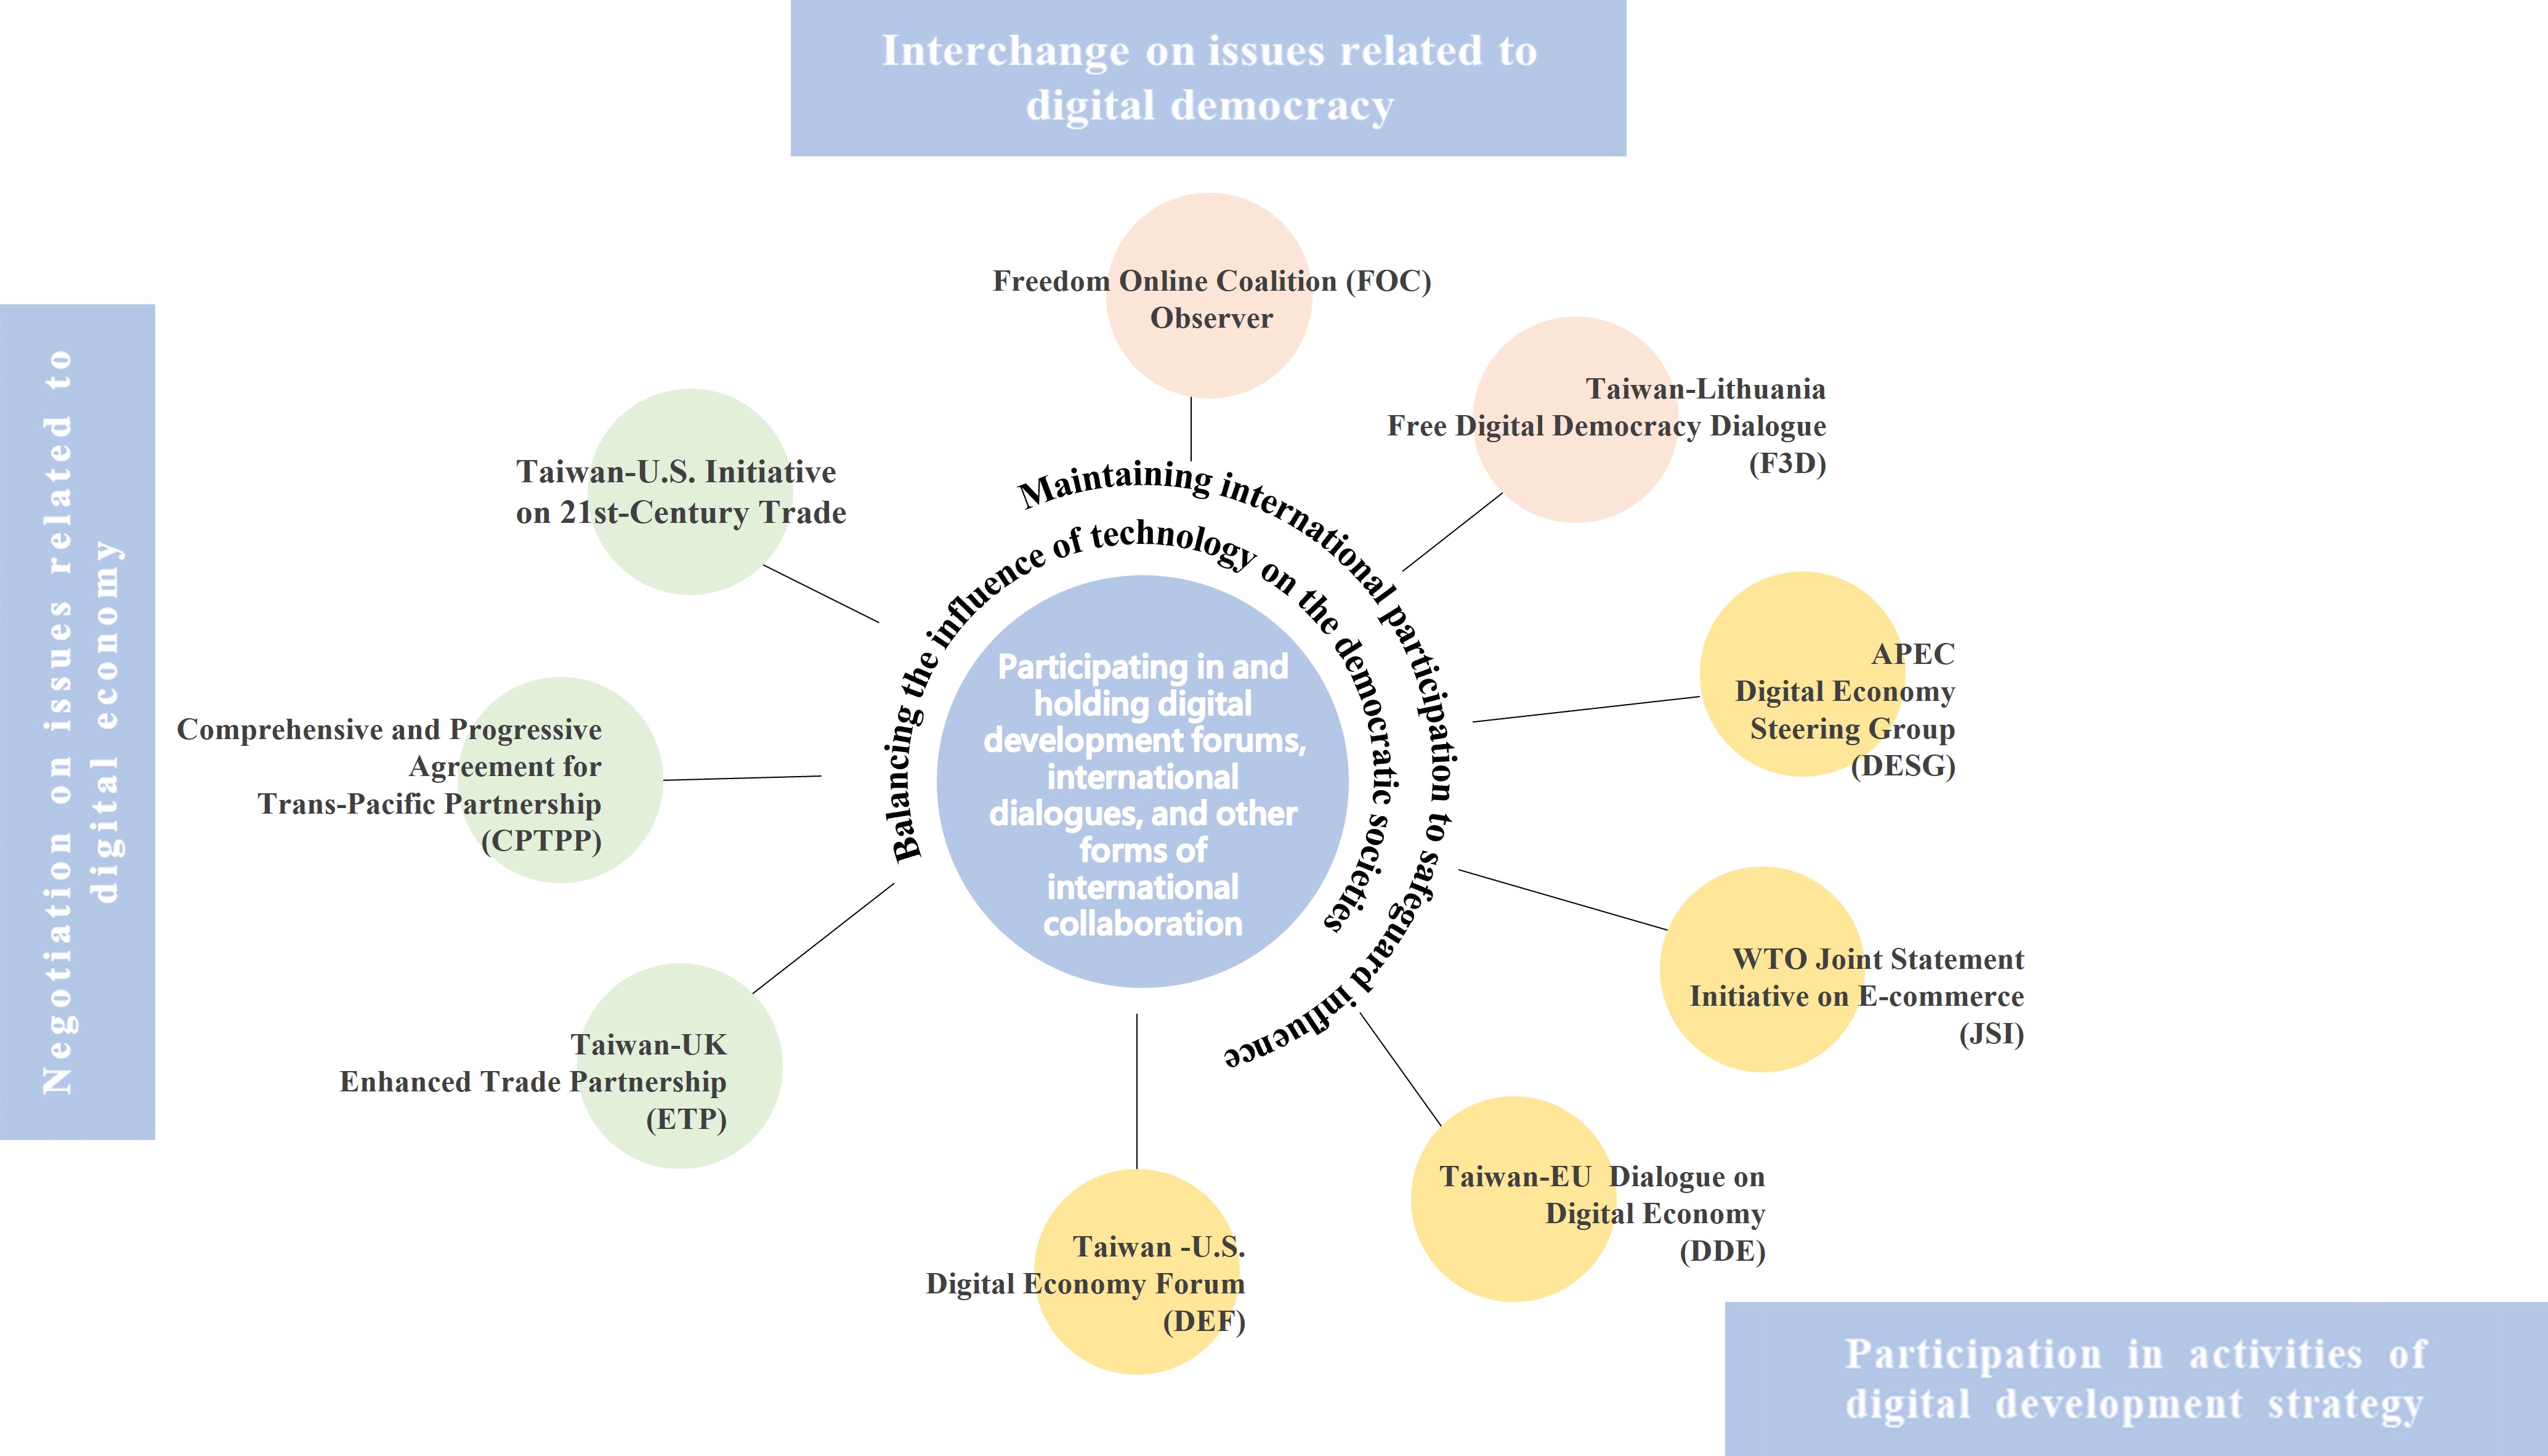 Interchange on issues related to
digital democracy
Negotiation on issues related to
digital economy
Freedom Online Coalition (FOC)
Observer
Taiwan-Lithuania
Free Digital Democracy Dialogue
(F3D)
Taiwan-U.S. Initiative
on 21st-Century Trade
Maintaining international participation to safeguard influence
Balancing the influence of technology on the democratic societies
Participating in and
holding digital
development forums,
international
dialogues, and other
forms of
international
collaboration
APEC
Digital Economy
Steering Group
(DESG)
Comprehensive and Progressive
Agreement for
Trans-Pacific Partnership
(CPTPP)
WTO Joint Statement
Initiative on E-commerce
(JSI)
Taiwan-UK
Enhanced Trade Partnership
(ETP)
Taiwan-EU  Dialogue on
Digital Economy
(DDE)
Taiwan -U.S.
Digital Economy Forum
(DEF)
Participation in activities of
digital development strategy